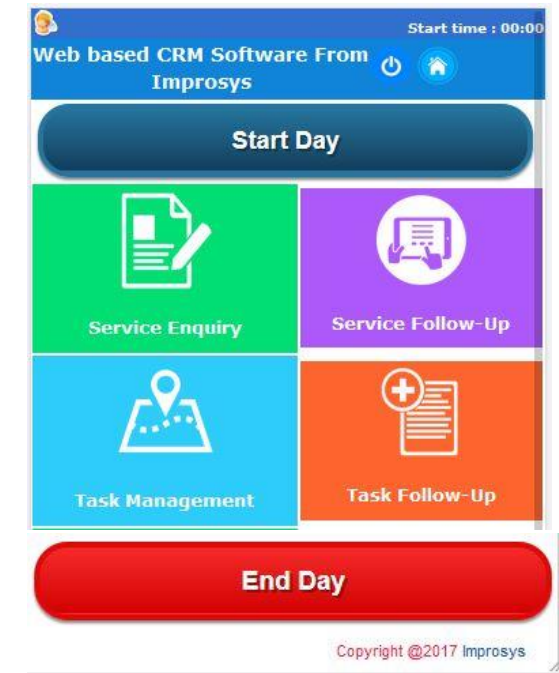 Start time : 00:00
Web based CRM Software From
Improsys
Start Day
Service Enquiry
Service Follow-Up
Task Management
Task Follow-Up
End Day
Copyright @2017 Improsys